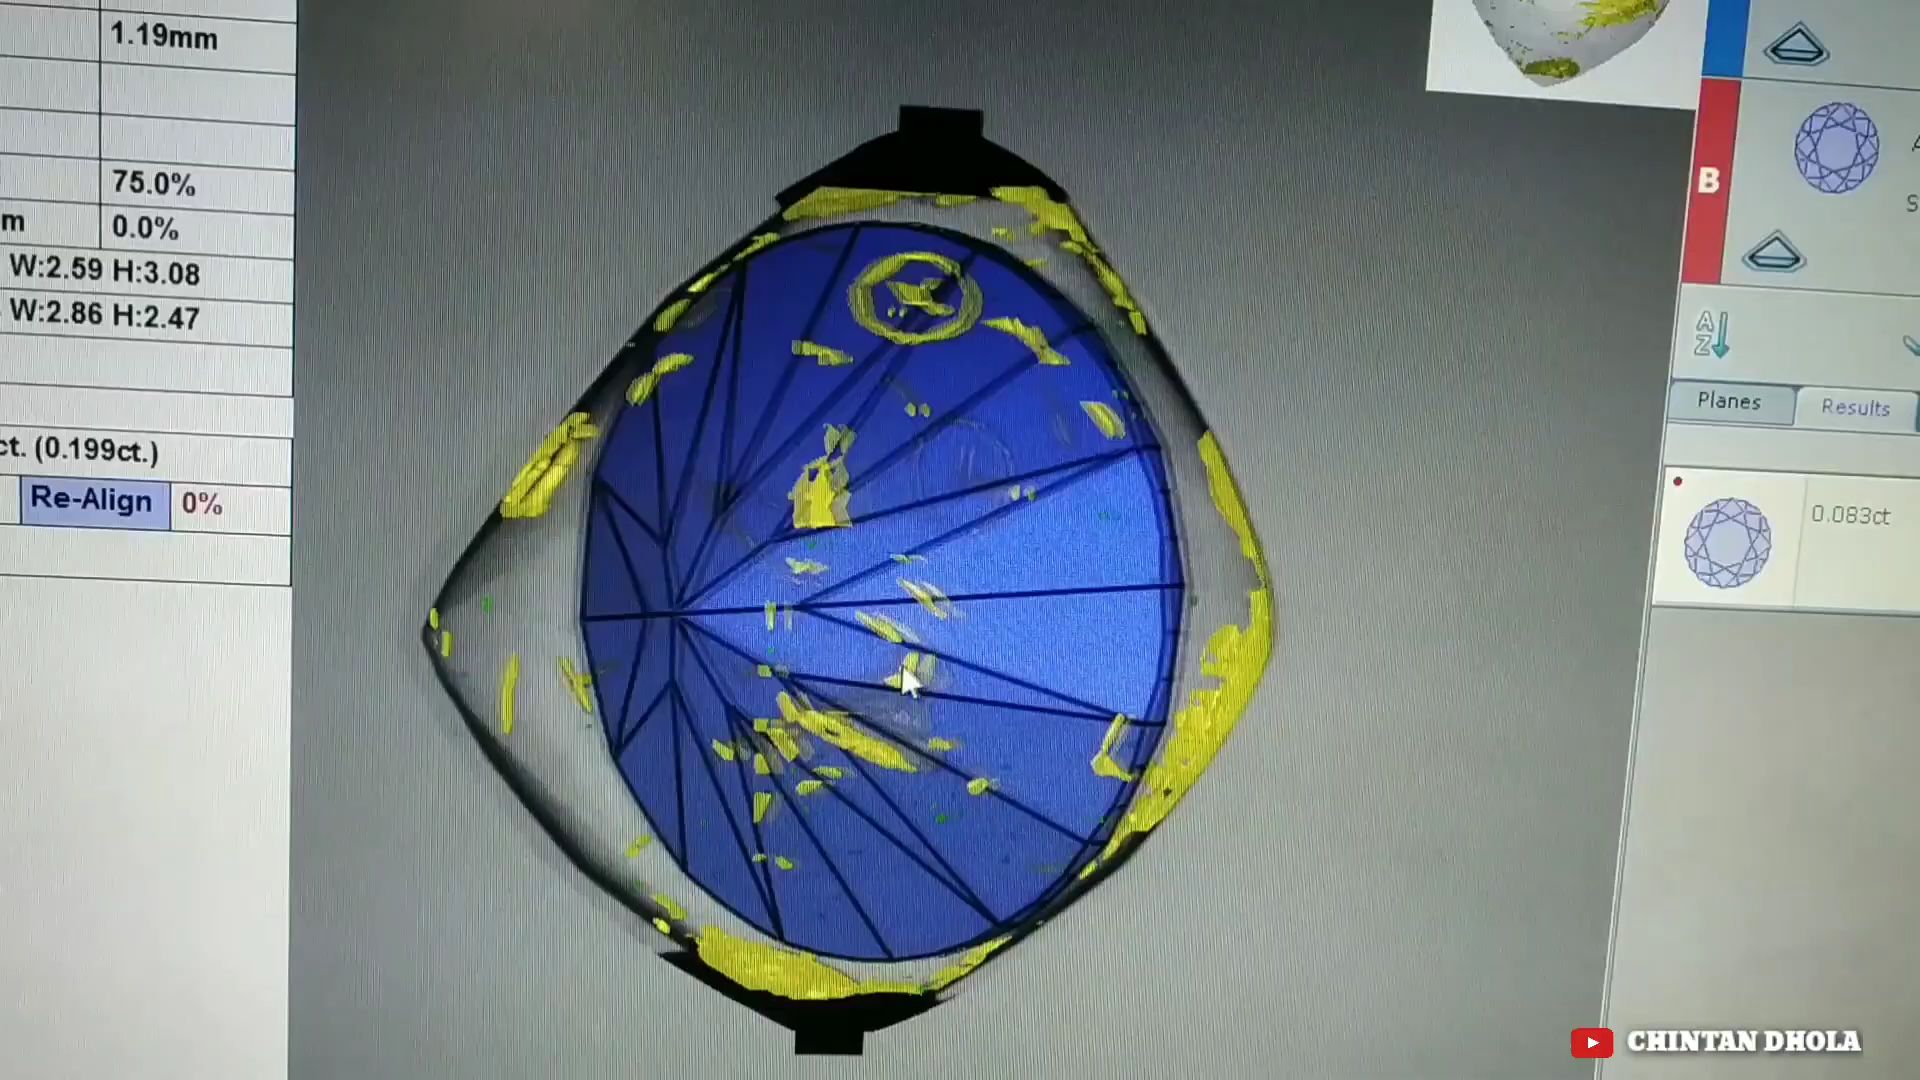 1.19mm
75.0%
m 0.0%
W:2.59 H:3.08
W:2.86 H:2.47
ct. (0.199ct.)
Re-Align 0%
B
A
Z
Planes Results
0.083ct
CHINTAN DHOLA